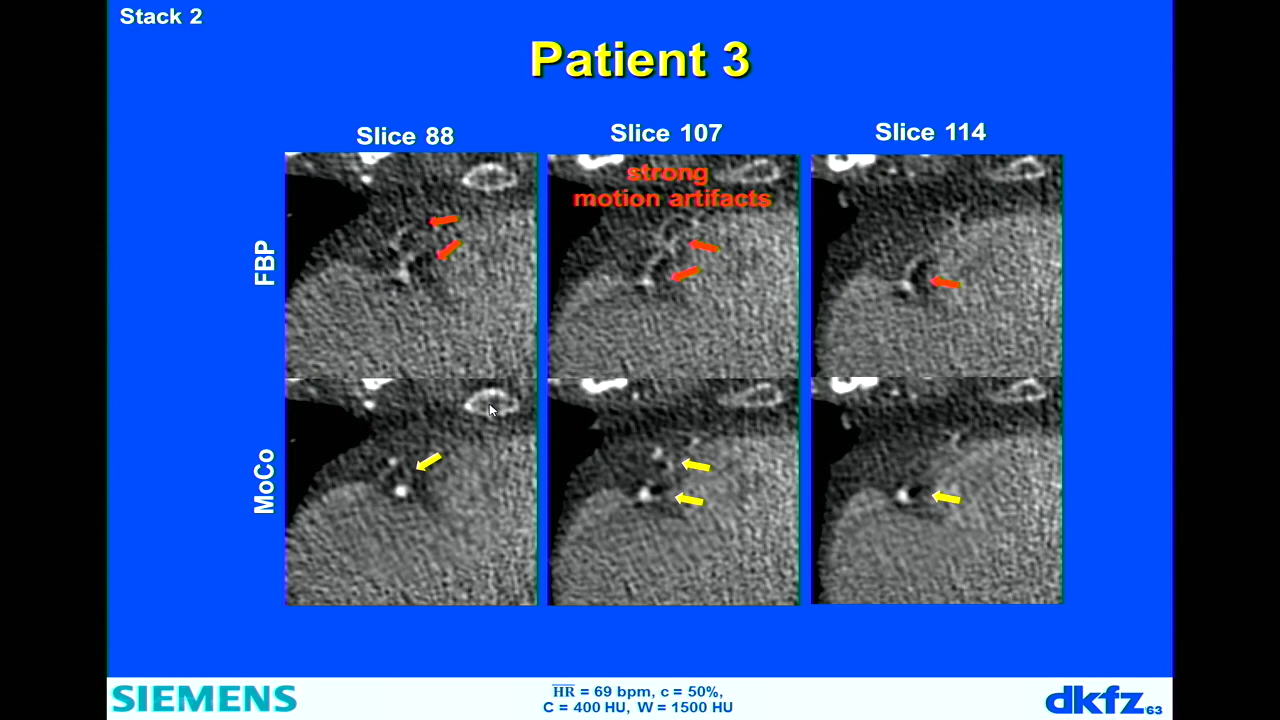 Stack 2
Patient 3
Slice 88
Slice 107
Slice 114
strong
motion artifacts
FBP
MoCo
SIEMENS
HR = 69 bpm, c = 50%,
C = 400 HU, W = 1500 HU
dkfz.
63